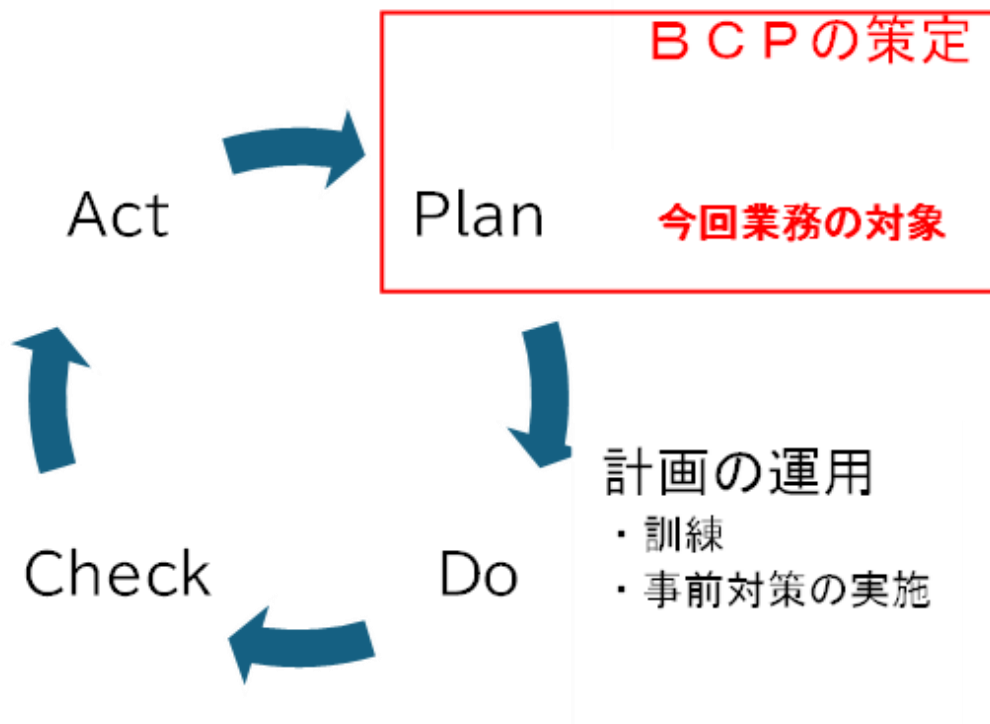 BCPの策定
Act
Plan
今回業務の対象
計画の運用
・訓練
・事前対策の実施
Check
Do